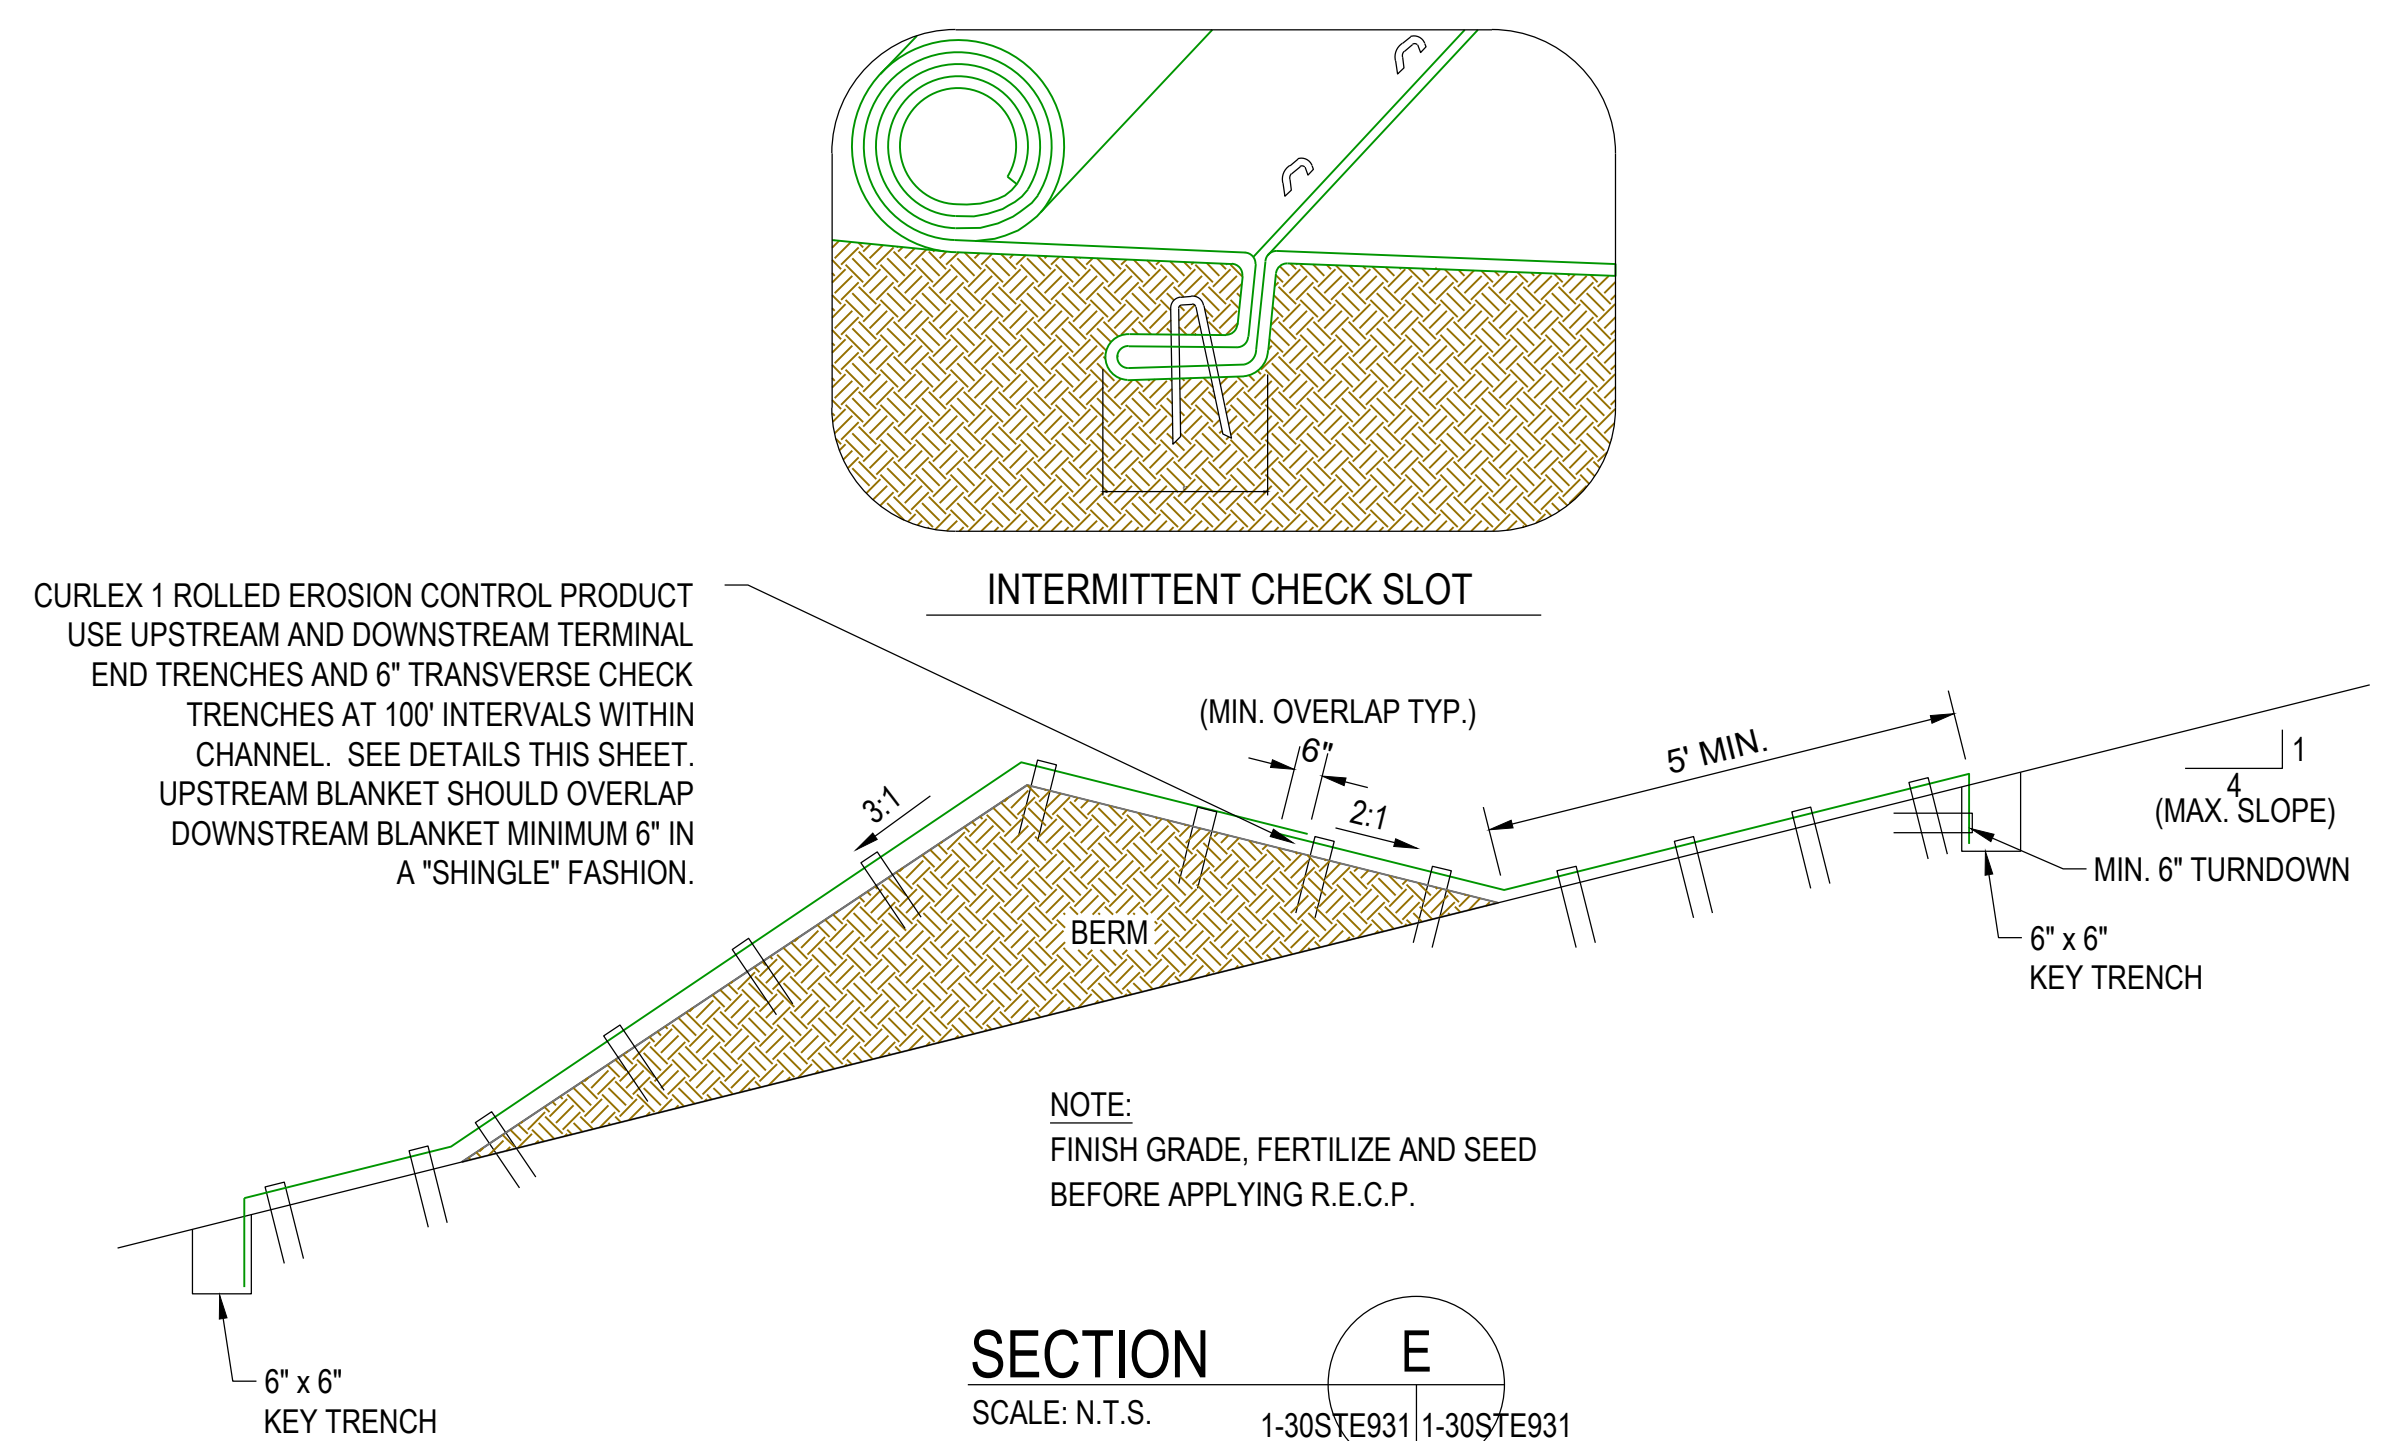 INTERMITTENT CHECK SLOT
CURLEX 1 ROLLED EROSION CONTROL PRODUCT
USE UPSTREAM AND DOWNSTREAM TERMINAL
END TRENCHES AND 6" TRANSVERSE CHECK
TRENCHES AT 100' INTERVALS WITHIN
CHANNEL.  SEE DETAILS THIS SHEET.
UPSTREAM BLANKET SHOULD OVERLAP
DOWNSTREAM BLANKET MINIMUM 6" IN
A "SHINGLE" FASHION.
(MIN. OVERLAP TYP.)
6"
3:1
2:1
5' MIN.
1
4
(MAX. SLOPE)
MIN. 6" TURNDOWN
6" x 6"
KEY TRENCH
BERM
NOTE:
FINISH GRADE, FERTILIZE AND SEED
BEFORE APPLYING R.E.C.P.
6" x 6"
KEY TRENCH
SECTION
SCALE: N.T.S.
E
1-30STE931
1-30STE931